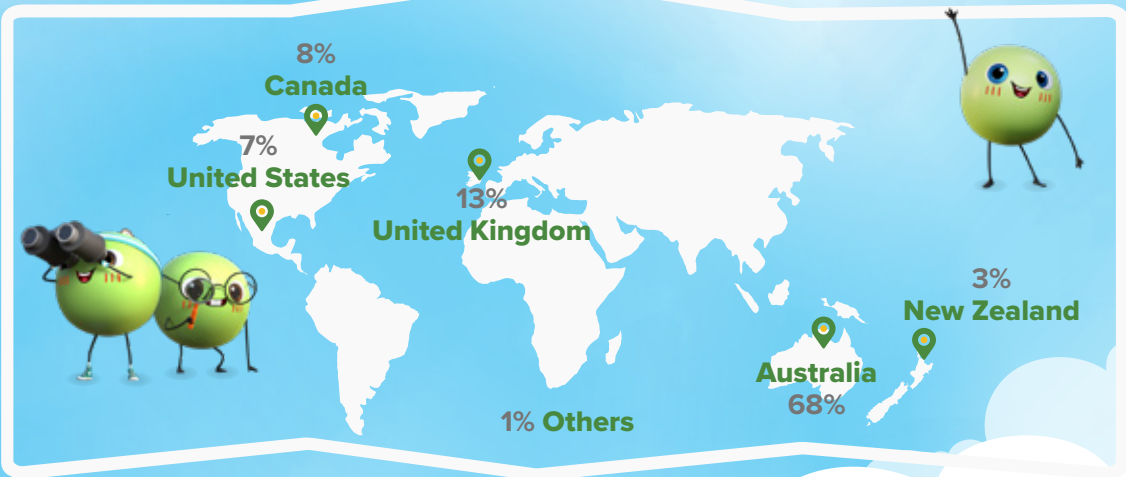 8%
Canada
7%
United States
13%
United Kingdom
3%
New Zealand
Australia
68%
1% Others